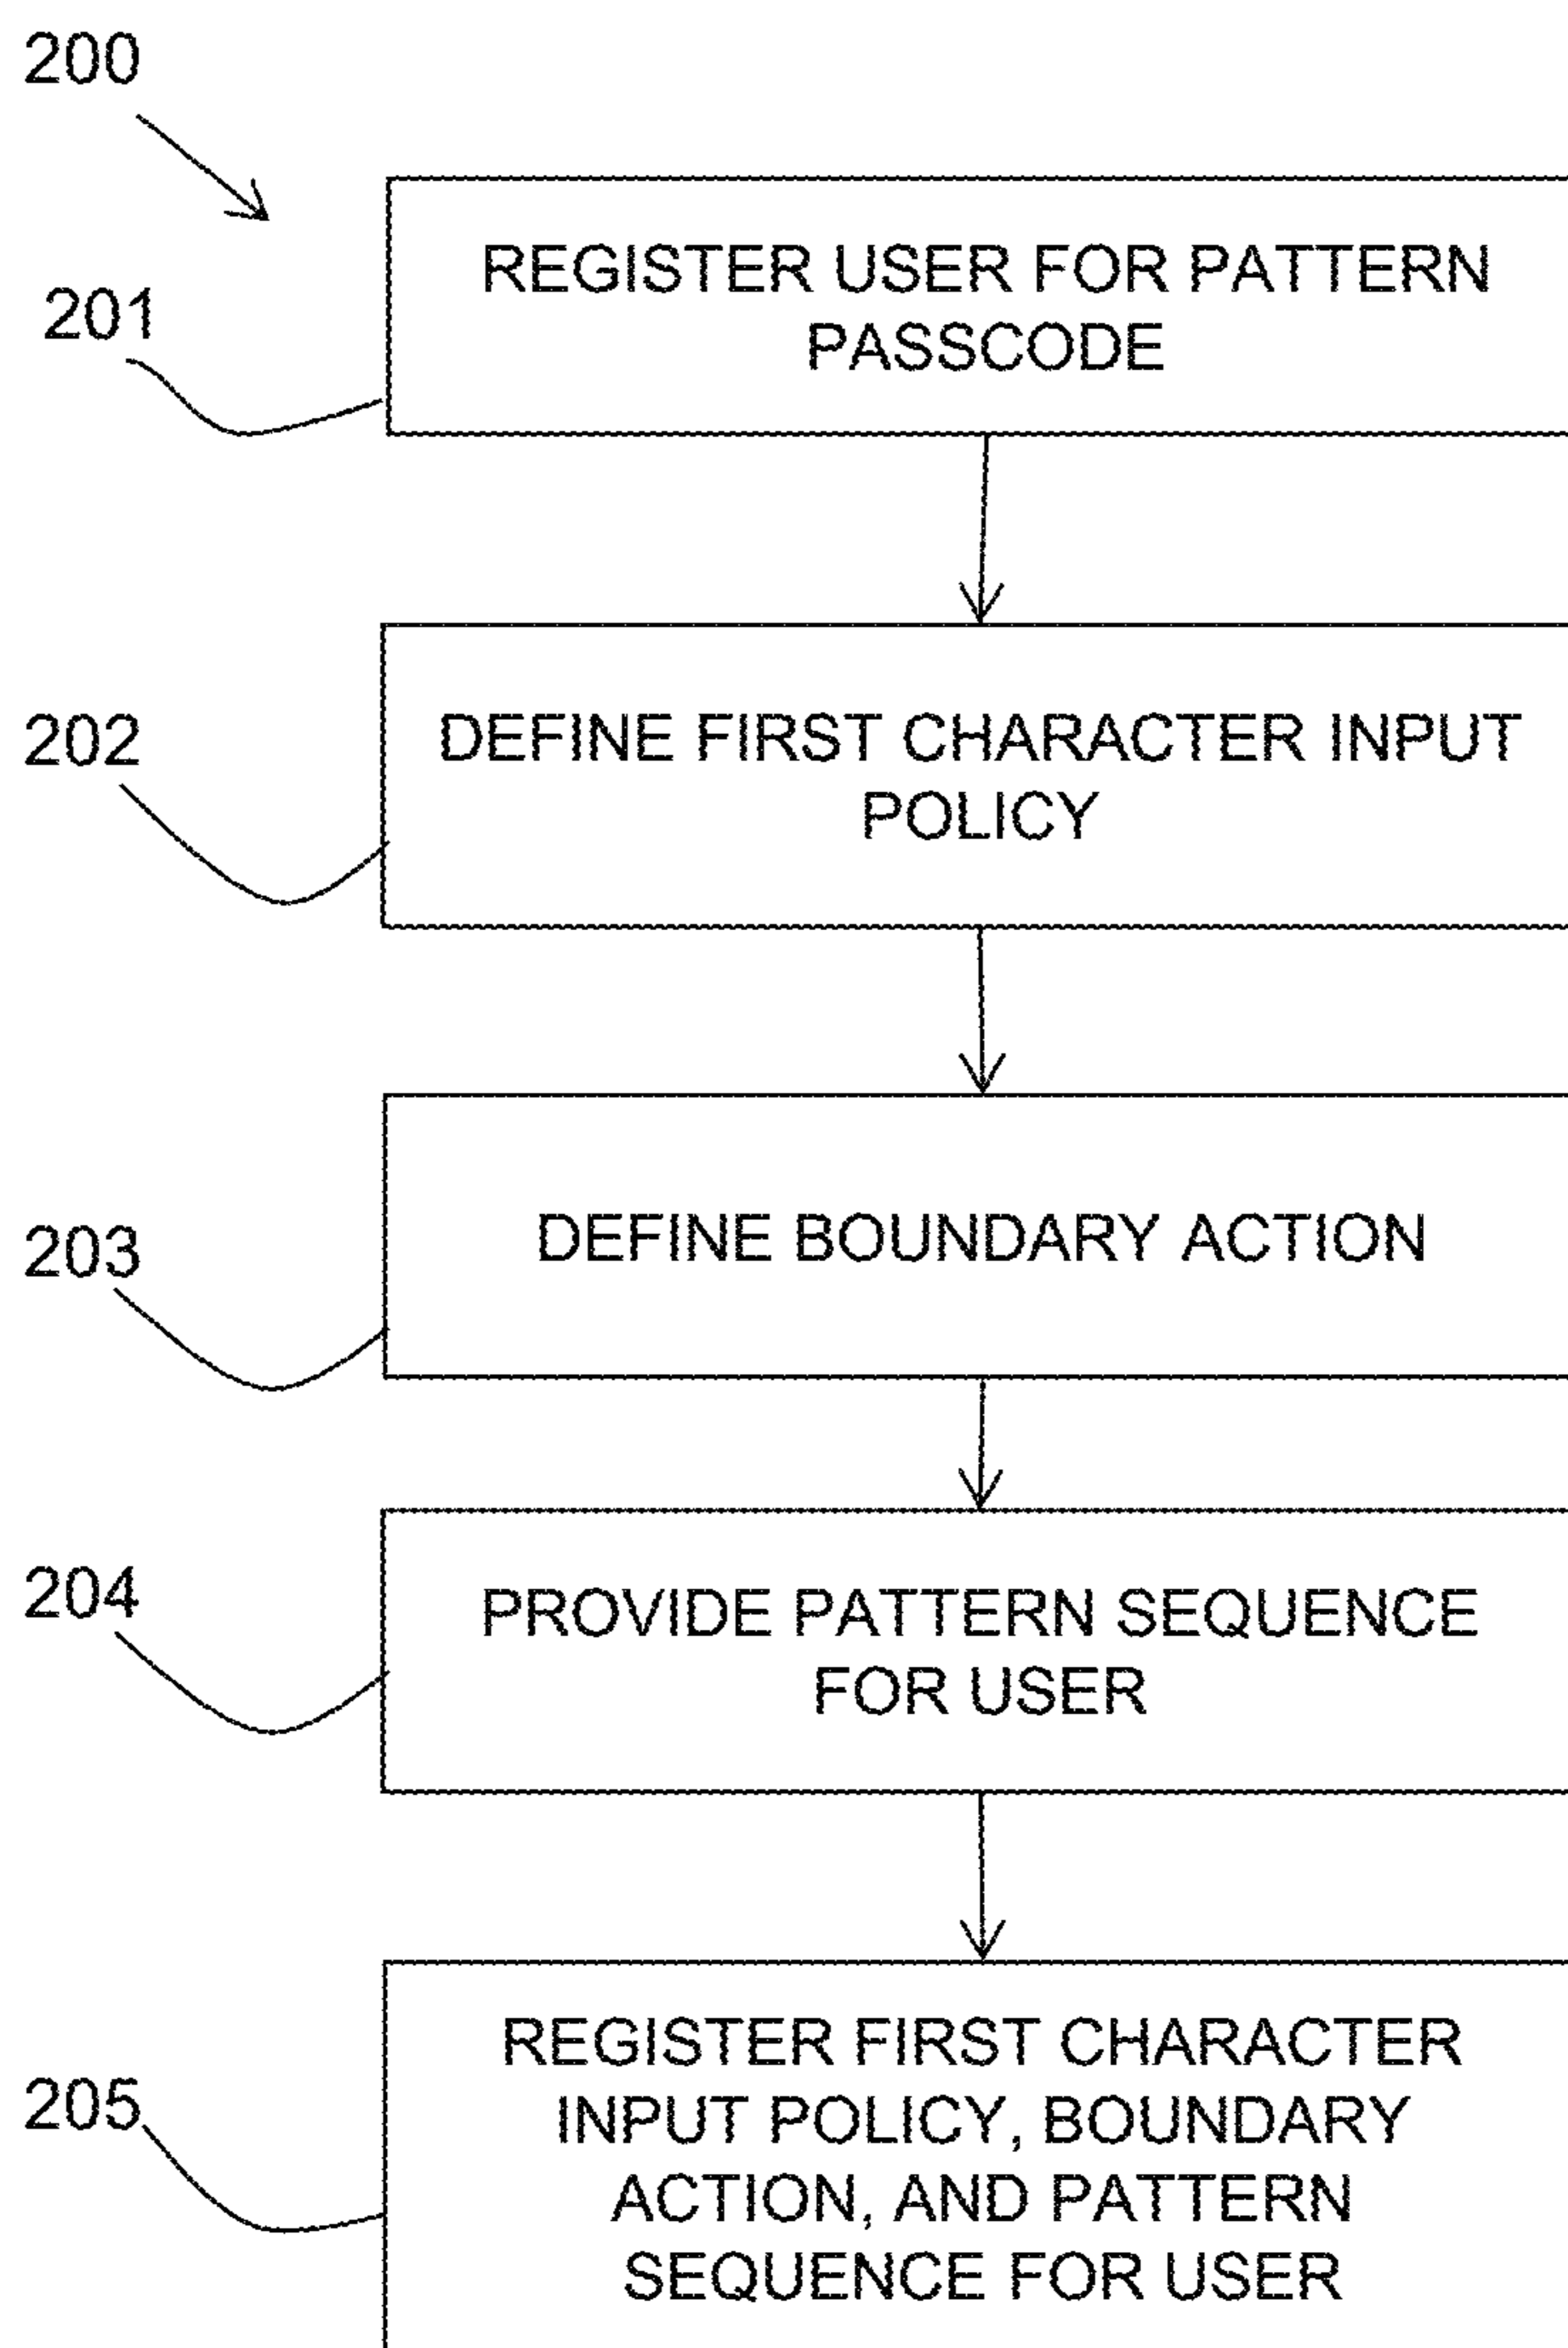 200
REGISTER USER FOR PATTERN
PASSCODE
201
DEFINE FIRST CHARACTER INPUT
POLICY
202
DEFINE BOUNDARY ACTION
203
PROVIDE PATTERN SEQUENCE
FOR USER
204
REGISTER FIRST CHARACTER
INPUT POLICY, BOUNDARY
ACTION, AND PATTERN
SEQUENCE FOR USER
205